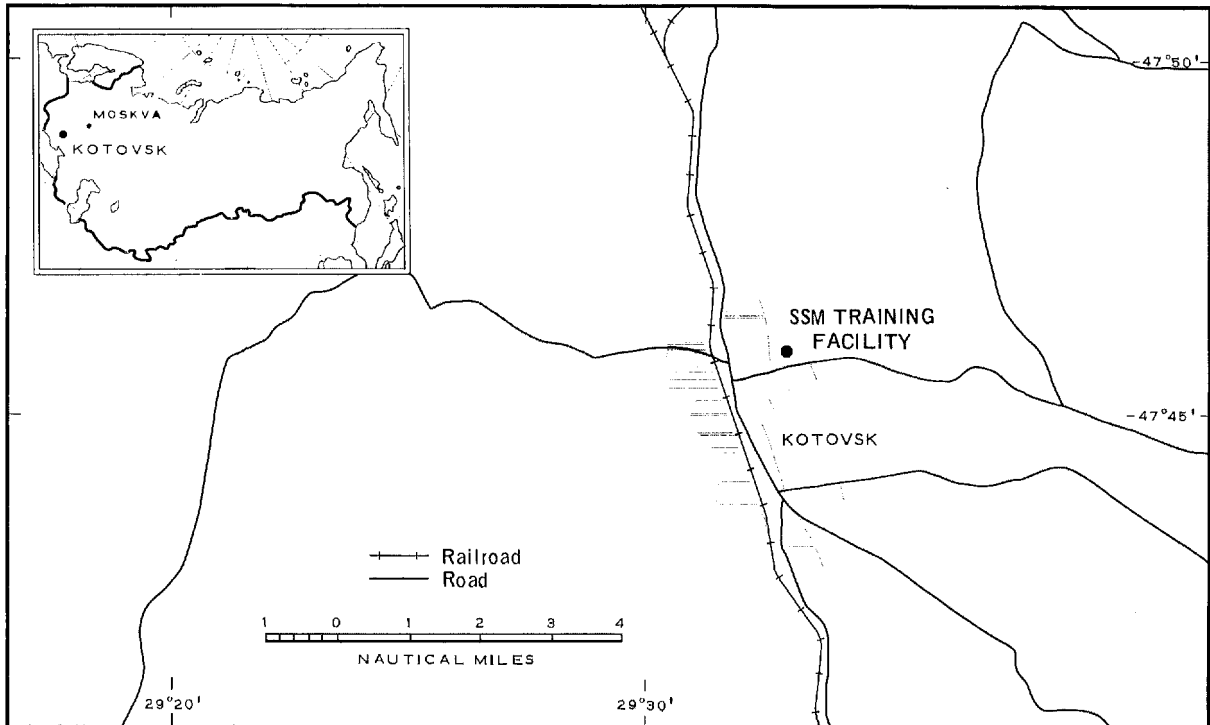 MOSKVA
KOTOVSK
47°50'
SSM TRAINING
FACILITY
47°45'
KOTOVSK
Railroad
Road
1 0 1 2 3 4
NAUTICAL MILES
29°20'
29°30'